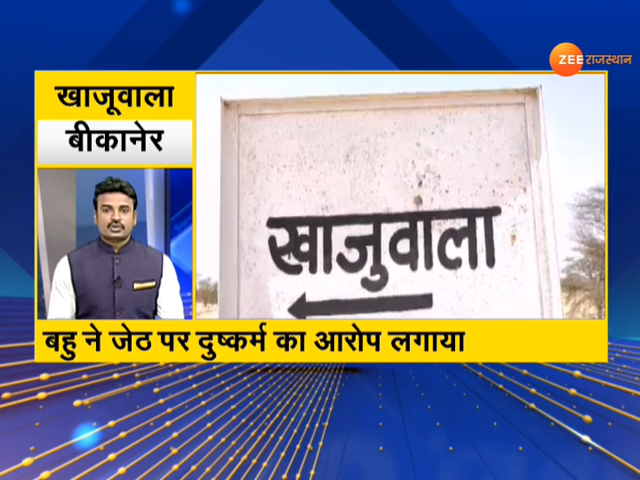 ZEE राजस्थान
खाजूवाला
बीकानेर
खाजुवाला
बहु ने जेठ पर दुष्कर्म का आरोप लगाया